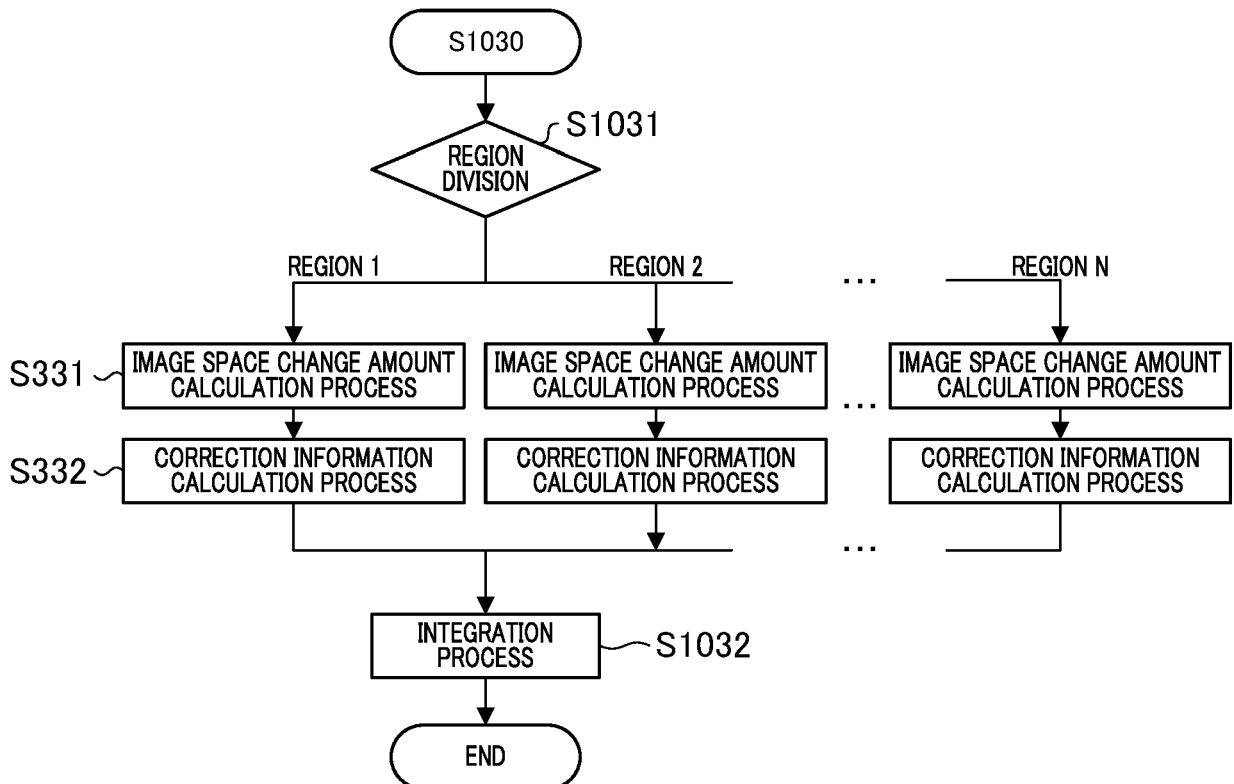 S1030
S1031
REGION
DIVISION
REGION 1
REGION 2
...
REGION N
S331
IMAGE SPACE CHANGE AMOUNT
CALCULATION PROCESS
IMAGE SPACE CHANGE AMOUNT
CALCULATION PROCESS
...
IMAGE SPACE CHANGE AMOUNT
CALCULATION PROCESS
S332
CORRECTION INFORMATION
CALCULATION PROCESS
CORRECTION INFORMATION
CALCULATION PROCESS
CORRECTION INFORMATION
CALCULATION PROCESS
...
INTEGRATION
PROCESS
S1032
END